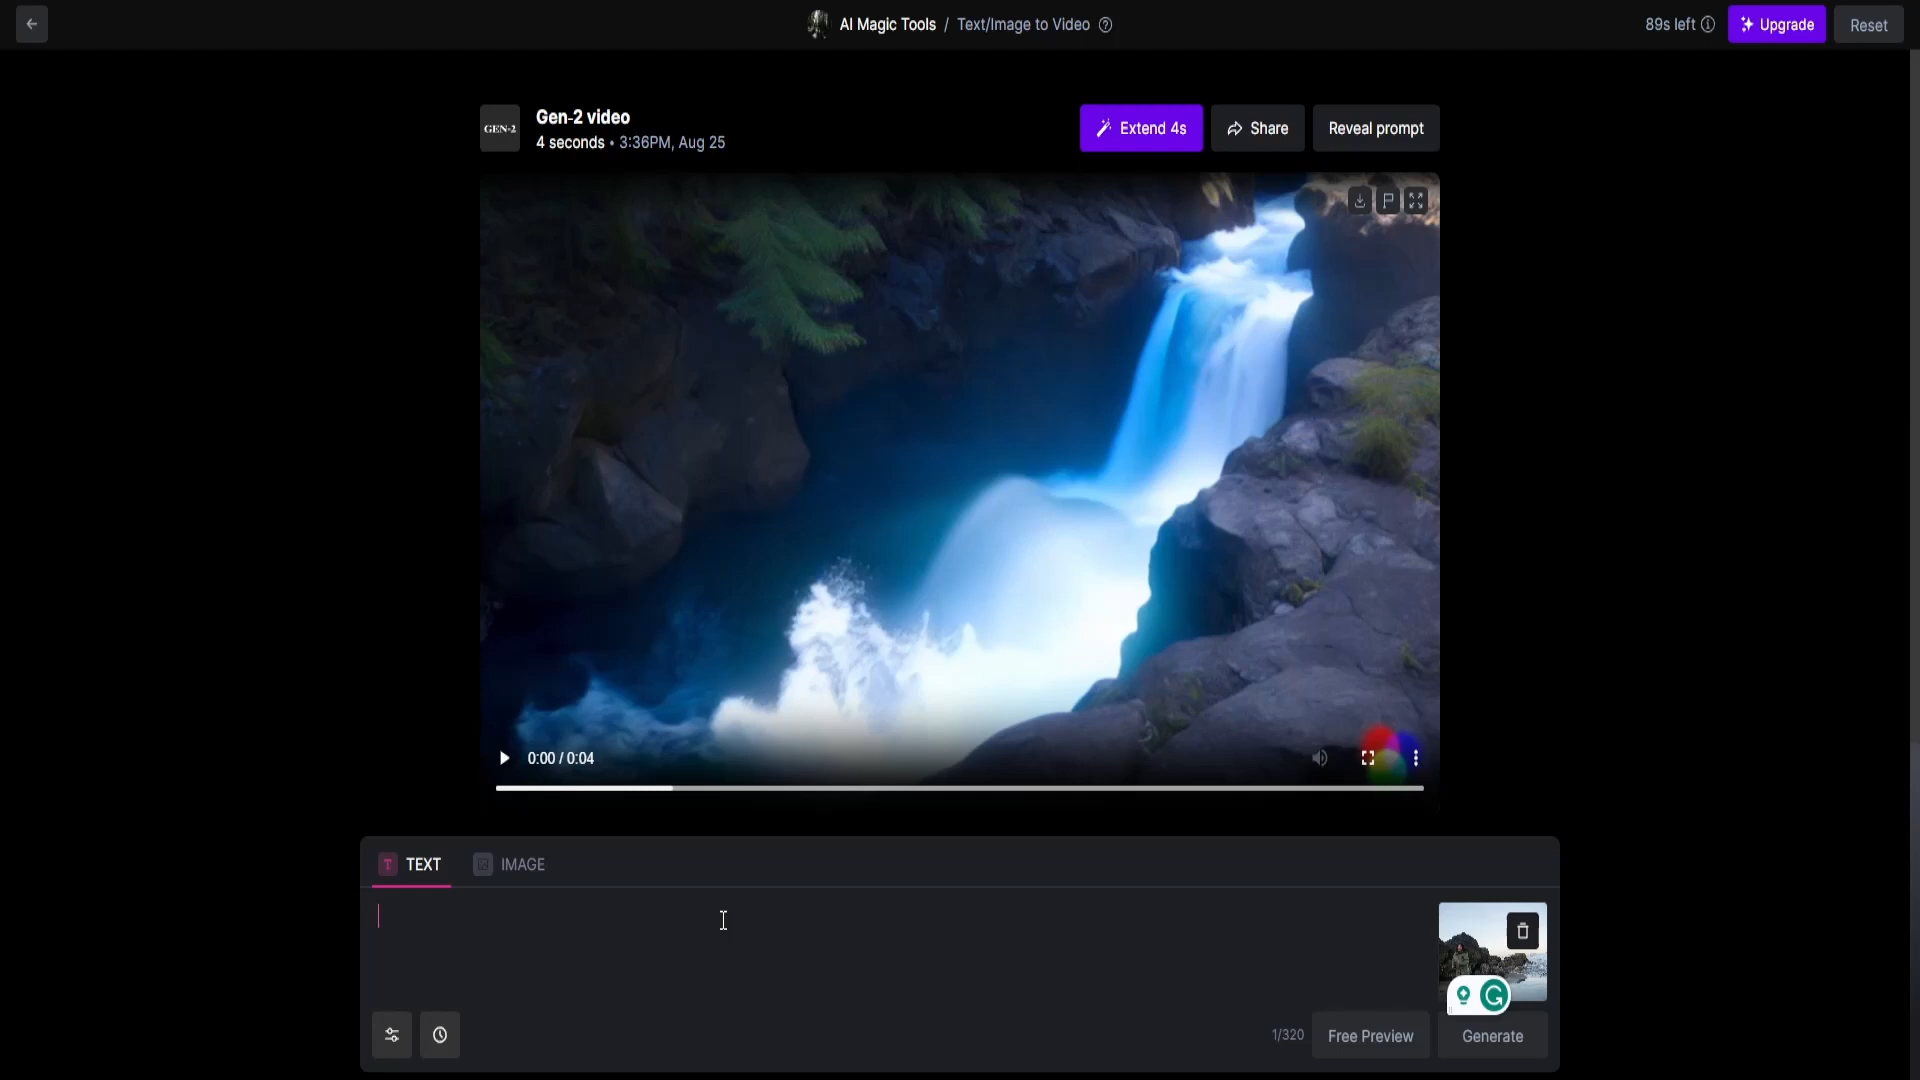 AI Magic Tools / Text/Image to Video
89s left
Upgrade
Reset
GEN-2
Gen-2 video
4 seconds • 3:36PM, Aug 25
Extend 4s
Share
Reveal prompt
0:00 / 0:04
T TEXT
IMAGE
1/320
Free Preview
Generate